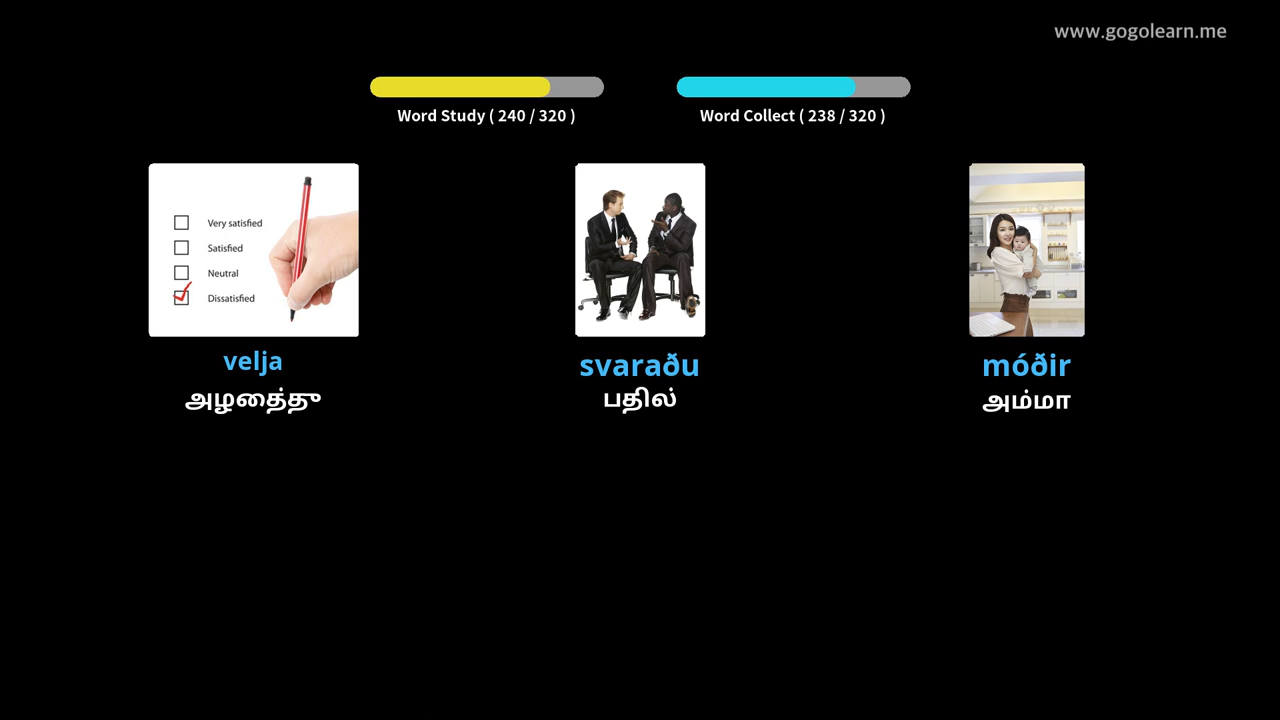 www.gogolearn.me
Word Study ( 240 / 320 )
Word Collect ( 238 / 320 )
Very satisfied
Satisfied
Neutral
Dissatisfied
velja
svaraðu
móðir
அழதைத்து
பதில்
அம்மா